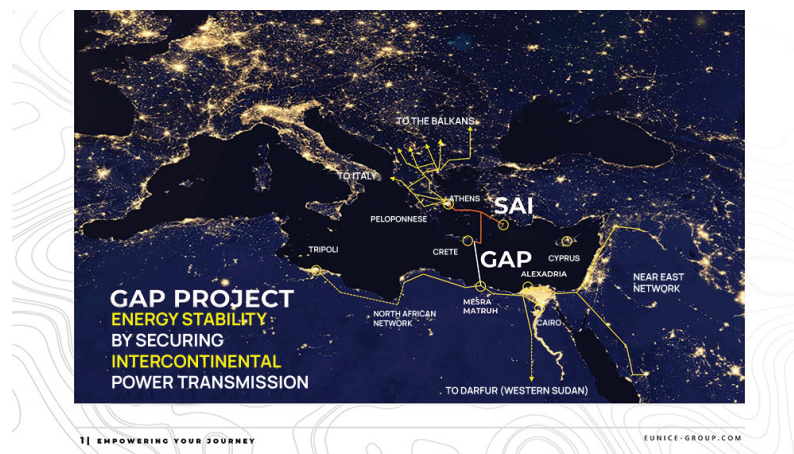 TO THE BALKANS
TO ITALY
ATHENS
SAI
PELOPONNESE
TRIPOLI
CRETE
GAP
CYPRUS
ALEXADRIA
NEAR EAST
NETWORK
GAP PROJECT
ENERGY STABILITY
BY SECURING
INTERCONTINENTAL
POWER TRANSMISSION
NORTH AFRICAN
NETWORK
MESRA
MATRUH
CAIRO
TO DARFUR (WESTERN SUDAN)
1| EMPOWERING YOUR JOURNEY
EUNICE-GROUP.COM